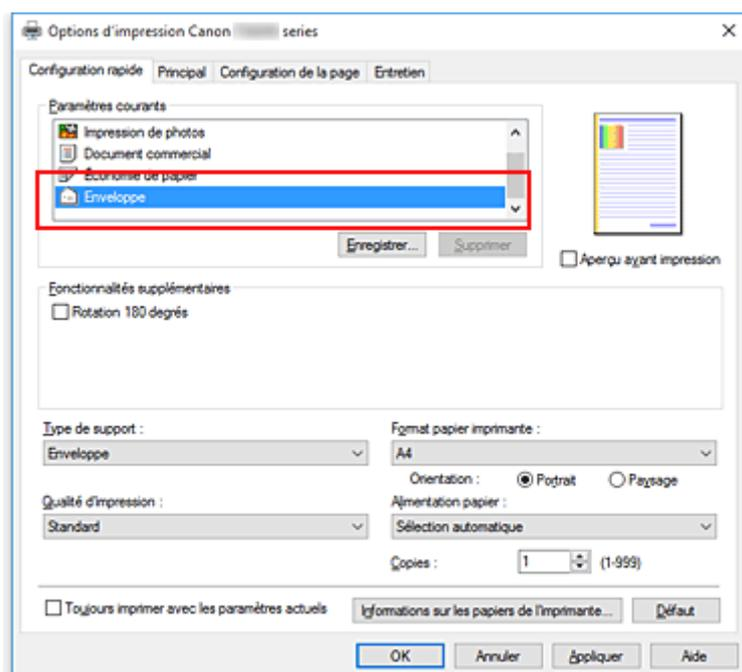 Options d'impression Canon series
Configuration rapide Principal Configuration de la page Entretien
Paramètres courants
Impression de photos
Document commercial
Économie de papier
Enveloppe
Enregistrer... Supprimer
Aperçu avant impression
Fonctionnalités supplémentaires
Rotation 180 degrés
Type de support :
Enveloppe
Format papier imprimante :
A4
Orientation : Portrait Paysage
Qualité d'impression :
Standard
Alimentation papier :
Sélection automatique
Copies : 1 (1-999)
Toujours imprimer avec les paramètres actuels
Informations sur les papiers de l'imprimante... Défaut
OK Annuler Appliquer Aide